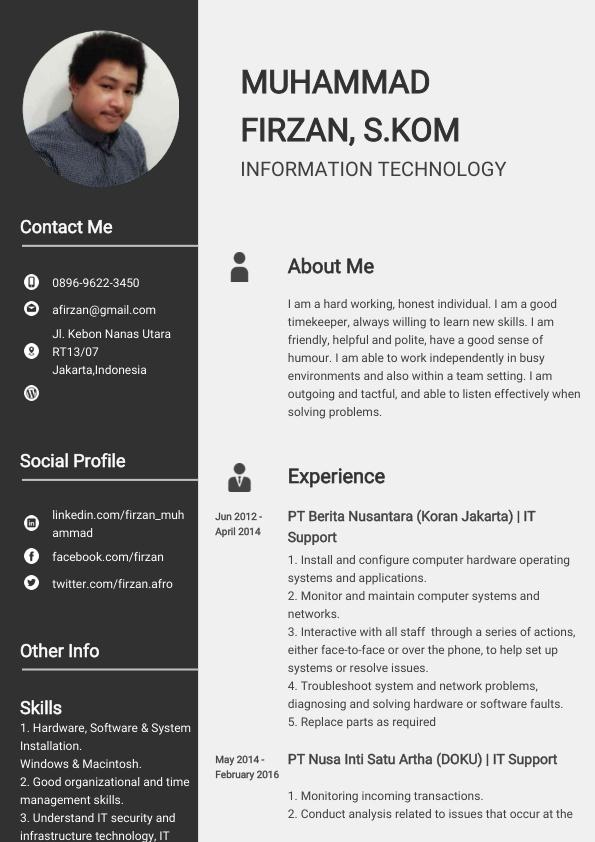 MUHAMMAD
FIRZAN, S.KOM
INFORMATION TECHNOLOGY
Contact Me
0896-9622-3450
afirzan@gmail.com
Jl. Kebon Nanas Utara
RT13/07
Jakarta,Indonesia
Social Profile
linkedin.com/firzan_muh
ammad
facebook.com/firzan
twitter.com/firzan.afro
Other Info
Skills
1. Hardware, Software & System
Installation.
Windows & Macintosh.
2. Good organizational and time
management skills.
3. Understand IT security and
infrastructure technology, IT
About Me
I am a hard working, honest individual. I am a good
timekeeper, always willing to learn new skills. I am
friendly, helpful and polite, have a good sense of
humour. I am able to work independently in busy
environments and also within a team setting. I am
outgoing and tactful, and able to listen effectively when
solving problems.
Experience
Jun 2012 -
April 2014
PT Berita Nusantara (Koran Jakarta) | IT
Support
1. Install and configure computer hardware operating
systems and applications.
2. Monitor and maintain computer systems and
networks.
3. Interactive with all staff  through a series of actions,
either face-to-face or over the phone, to help set up
systems or resolve issues.
4. Troubleshoot system and network problems,
diagnosing and solving hardware or software faults.
5. Replace parts as required
May 2014 -
February 2016
PT Nusa Inti Satu Artha (DOKU) | IT Support
1. Monitoring incoming transactions.
2. Conduct analysis related to issues that occur at the